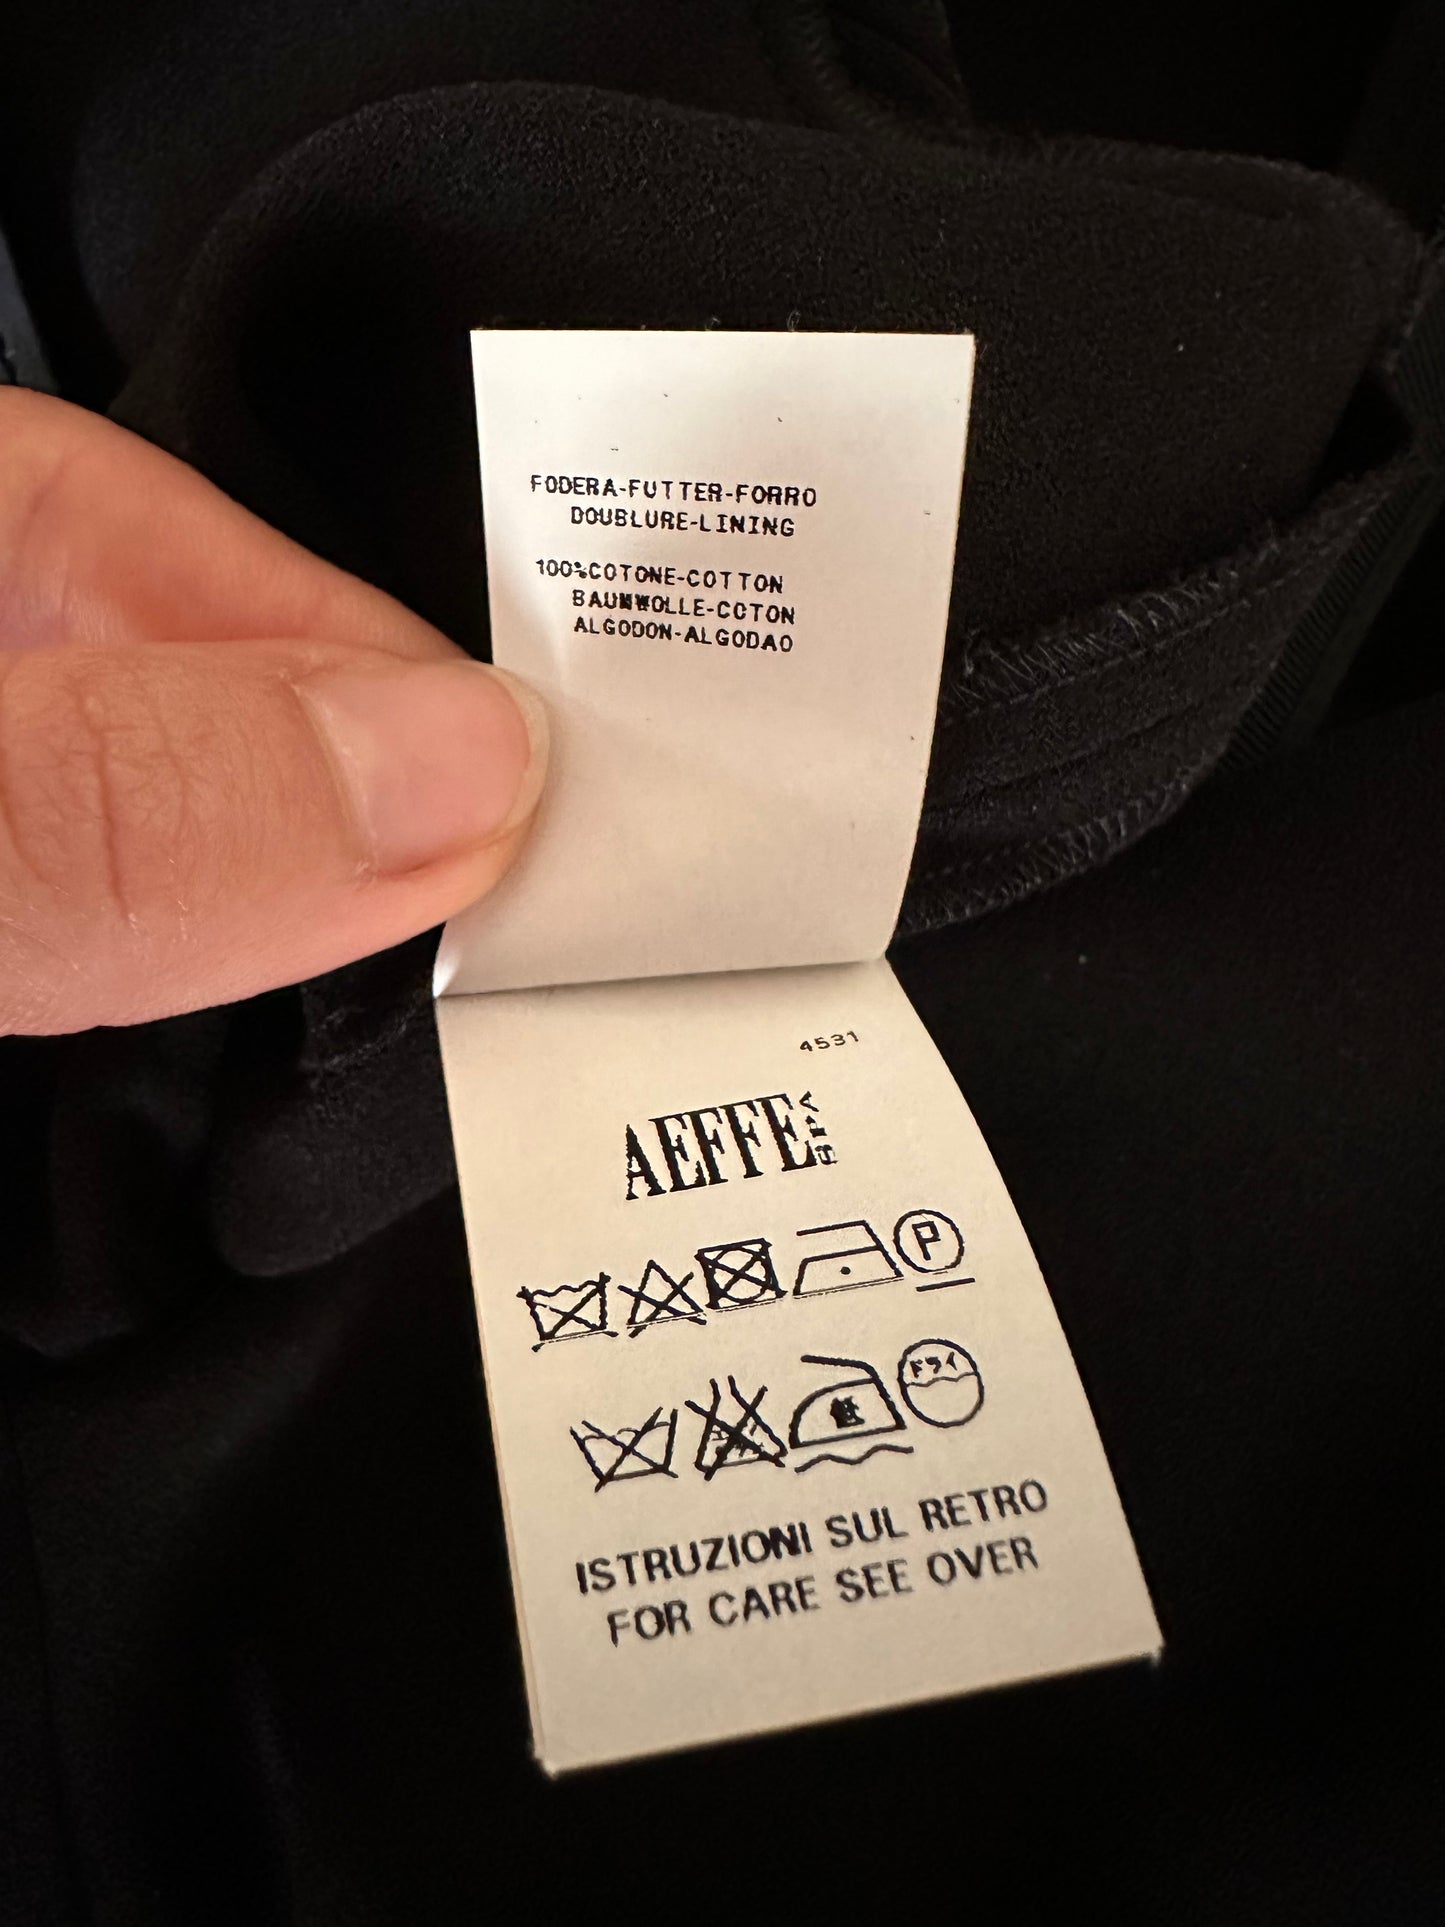 FODERA-FUTTER-FORRO
DOUBLURE-LINING
100%COTONE-COTTON
BAUMWOLLE-COTON
ALGODON-ALGODAO
4531
AEFFE SPA
P
ドライ
ISTRUZIONI SUL RETRO
FOR CARE SEE OVER